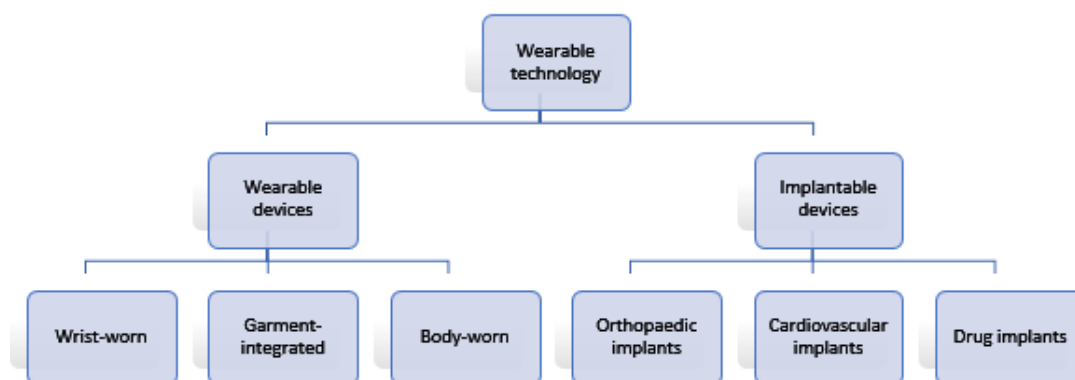 Wearable
technology
Wearable
devices
Implantable
devices
Wrist-worn
Garment-
integrated
Body-worn
Orthopaedic
implants
Cardiovascular
implants
Drug implants